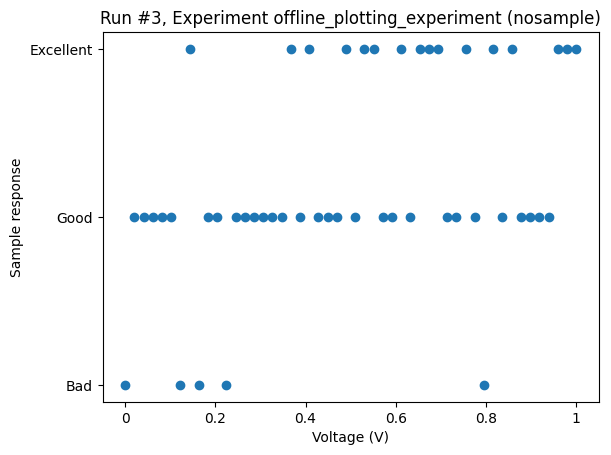 Run #3, Experiment offline_plotting_experiment (nosample)
Excellent
Good
Bad
Sample response
0
0.2
0.4
0.6
0.8
1
Voltage (V)